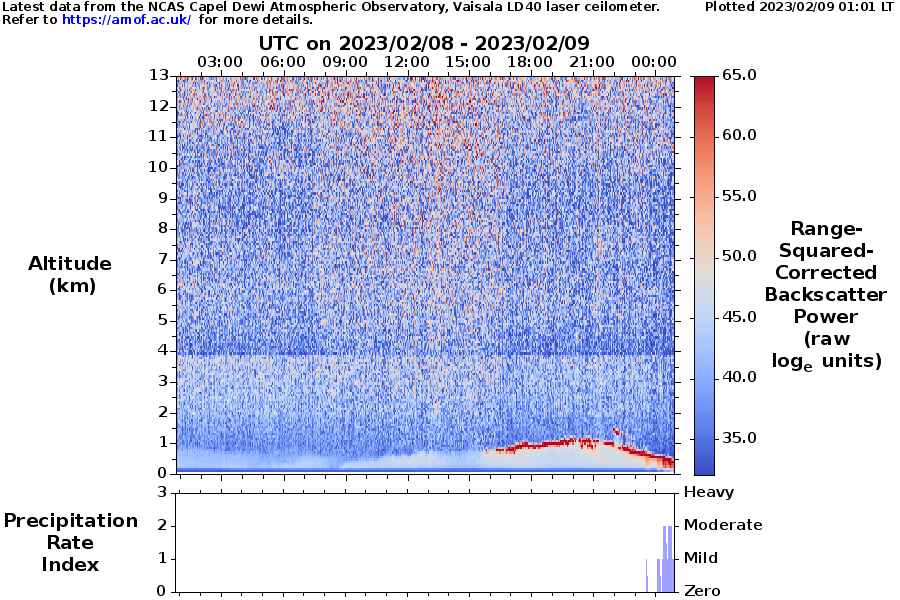 Latest data from the NCAS Capel Dewi Atmospheric Observatory, Vaisala LD40 laser ceilometer. Plotted 2023/02/09 01:01 LT
Refer to https://amof.ac.uk/ for more details.
UTC on 2023/02/08 - 2023/02/09
03:00 06:00 09:00 12:00 15:00 18:00 21:00 00:00
13
12
11
10
9
8
7
6
5
4
3
2
1
0
Altitude
(km)
65.0
60.0
55.0
50.0
45.0
40.0
35.0
Range-
Squared-
Corrected
Backscatter
Power
(raw
loge units)
Precipitation
Rate
Index
3
2
1
0
Heavy
Moderate
Mild
Zero